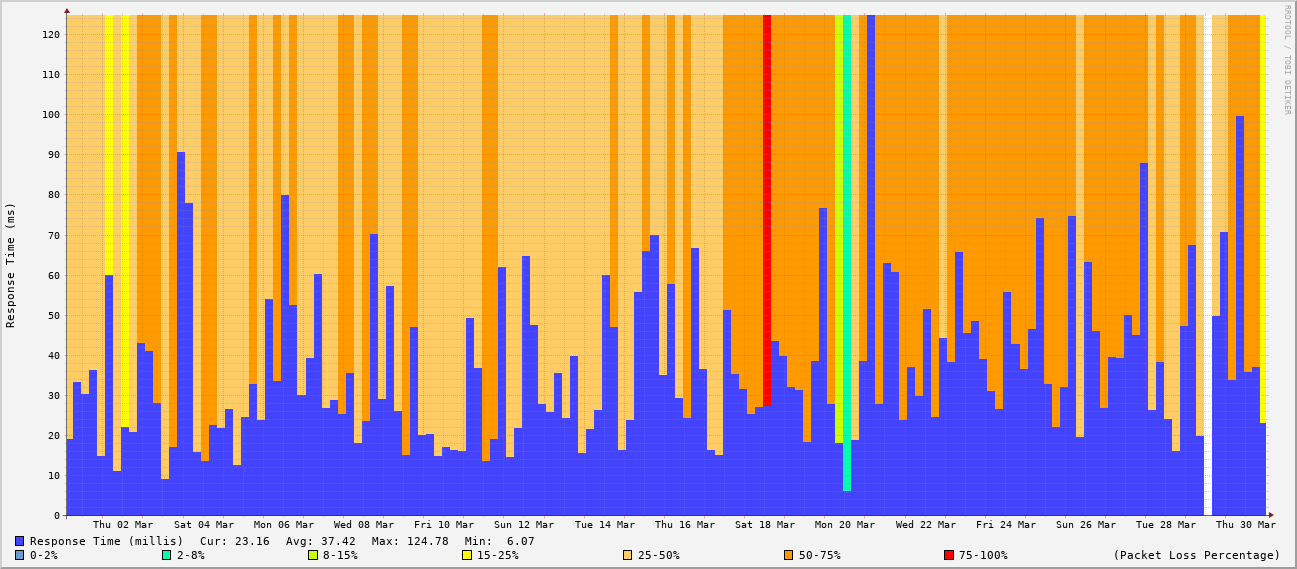 RRDTOOL / TOBI OETIKER
Response Time (ms)
120
110
100
90
80
70
60
50
40
30
20
10
0
Thu 02 Mar Sat 04 Mar Mon 06 Mar Wed 08 Mar Fri 10 Mar Sun 12 Mar Tue 14 Mar Thu 16 Mar Sat 18 Mar Mon 20 Mar Wed 22 Mar Fri 24 Mar Sun 26 Mar Tue 28 Mar Thu 30 Mar
Response Time (millis) Cur: 23.16 Avg: 37.42 Max: 124.78 Min: 6.07
0-2% 2-8% 8-15% 15-25% 25-50% 50-75% 75-100% (Packet Loss Percentage)